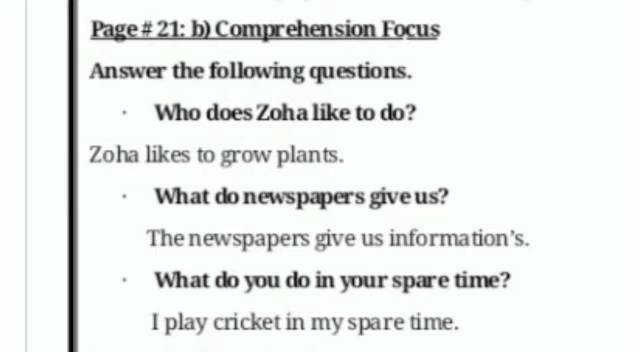 Page # 21: b) Comprehension Focus
Answer the following questions.
· Who does Zoha like to do?
Zoha likes to grow plants.
· What do newspapers give us?
The newspapers give us information's.
· What do you do in your spare time?
I play cricket in my spare time.